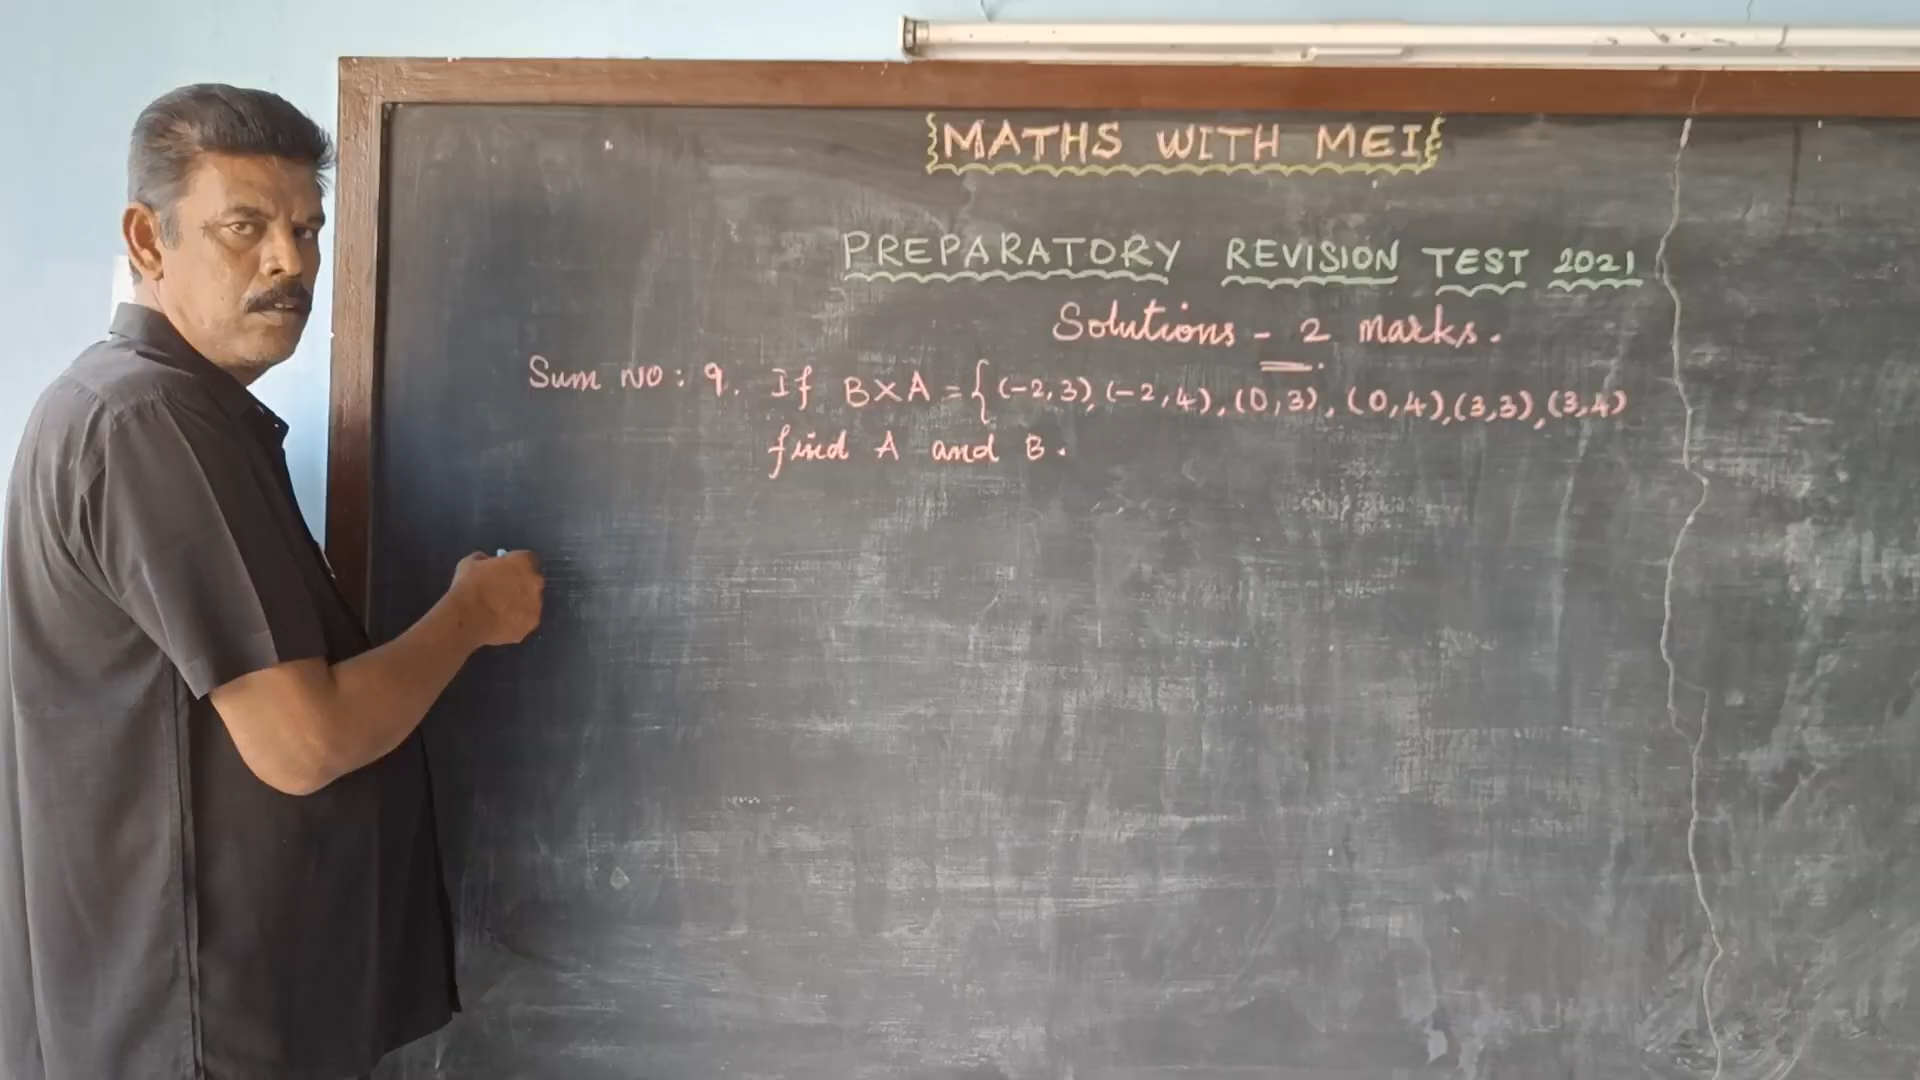 MATHS WITH MEI
PREPARATORY REVISION TEST 2021
Solutions - 2 marks.
Sum NO: 9. If B×A = {(-2,3), (-2,4), (0,3), (0,4), (3,3), (3,4)
find A and B.